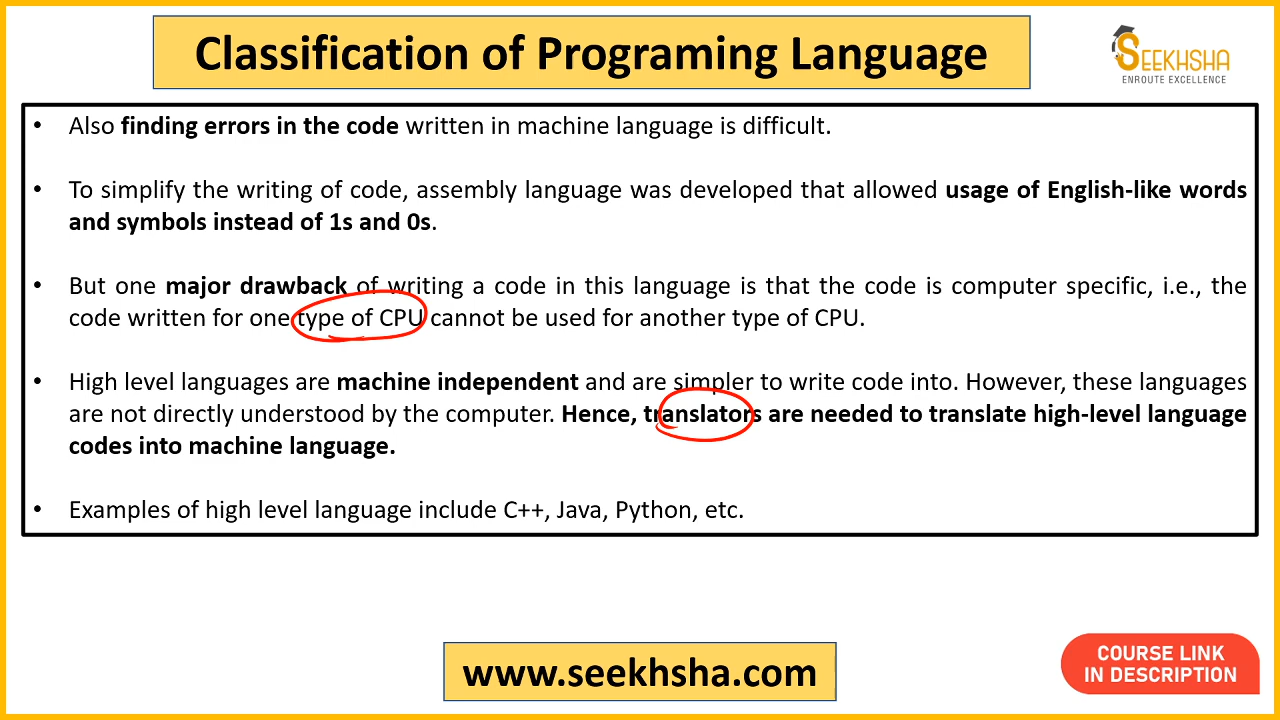 Classification of Programing Language
SEEKHSHA
ENROUTE EXCELLENCE
• Also finding errors in the code written in machine language is difficult.
• To simplify the writing of code, assembly language was developed that allowed usage of English-like words
and symbols instead of 1s and 0s.
• But one major drawback of writing a code in this language is that the code is computer specific, i.e., the
code written for one type of CPU cannot be used for another type of CPU.
• High level languages are machine independent and are simpler to write code into. However, these languages
are not directly understood by the computer. Hence, translators are needed to translate high-level language
codes into machine language.
• Examples of high level language include C++, Java, Python, etc.
www.seekhsha.com
COURSE LINK
IN DESCRIPTION